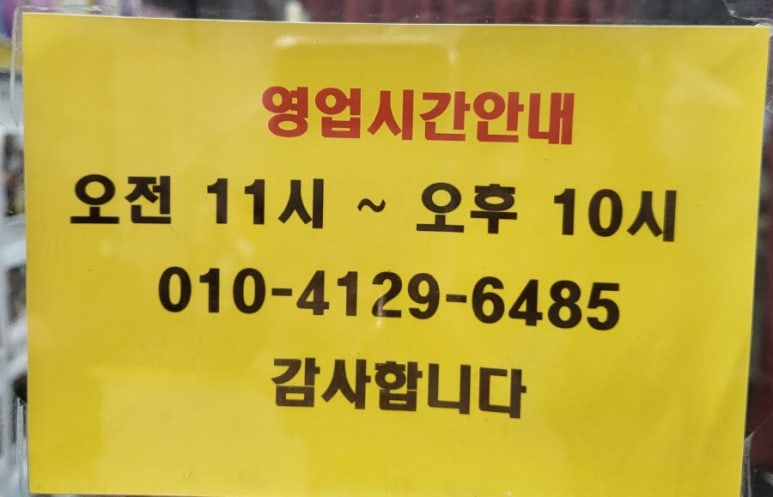 영업시간안내
오전 11시 ~ 오후 10시
010-4129-6485
감사합니다